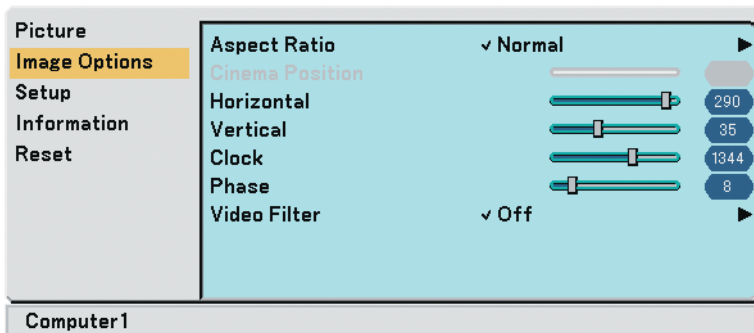 Picture
Image Options
Setup
Information
Reset
Aspect Ratio ✓ Normal
Cinema Position
Horizontal 290
Vertical 35
Clock 1344
Phase 8
Video Filter ✓ Off
Computer1